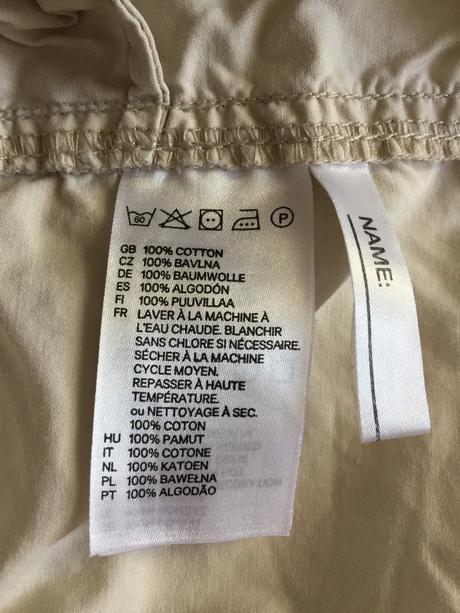 60 P
GB 100% COTTON
CZ 100% BAVLNA
DE 100% BAUMWOLLE
ES 100% ALGODÓN
FI 100% PUUVILLAA
FR LAVER À LA MACHINE À
L'EAU CHAUDE. BLANCHIR
SANS CHLORE SI NÉCESSAIRE.
SÉCHER À LA MACHINE
CYCLE MOYEN.
REPASSER À HAUTE
TEMPÉRATURE.
ou NETTOYAGE À SEC.
100% COTON
HU 100% PAMUT
IT 100% COTONE
NL 100% KATOEN
PL 100% BAWEŁNA
PT 100% ALGODÃO
NAME: